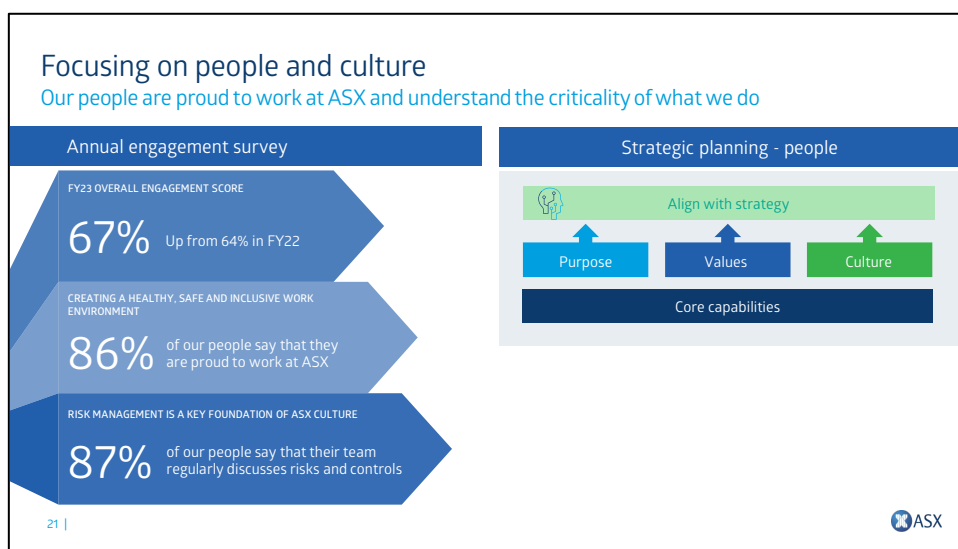 Focusing on people and culture
Our people are proud to work at ASX and understand the criticality of what we do
Annual engagement survey
FY23 OVERALL ENGAGEMENT SCORE
67%
Up from 64% in FY22
CREATING A HEALTHY, SAFE AND INCLUSIVE WORK
ENVIRONMENT
86%
of our people say that they
are proud to work at ASX
RISK MANAGEMENT IS A KEY FOUNDATION OF ASX CULTURE
87%
of our people say that their team
regularly discusses risks and controls
Strategic planning - people
Align with strategy
Purpose
Values
Culture
Core capabilities
21 |
ASX